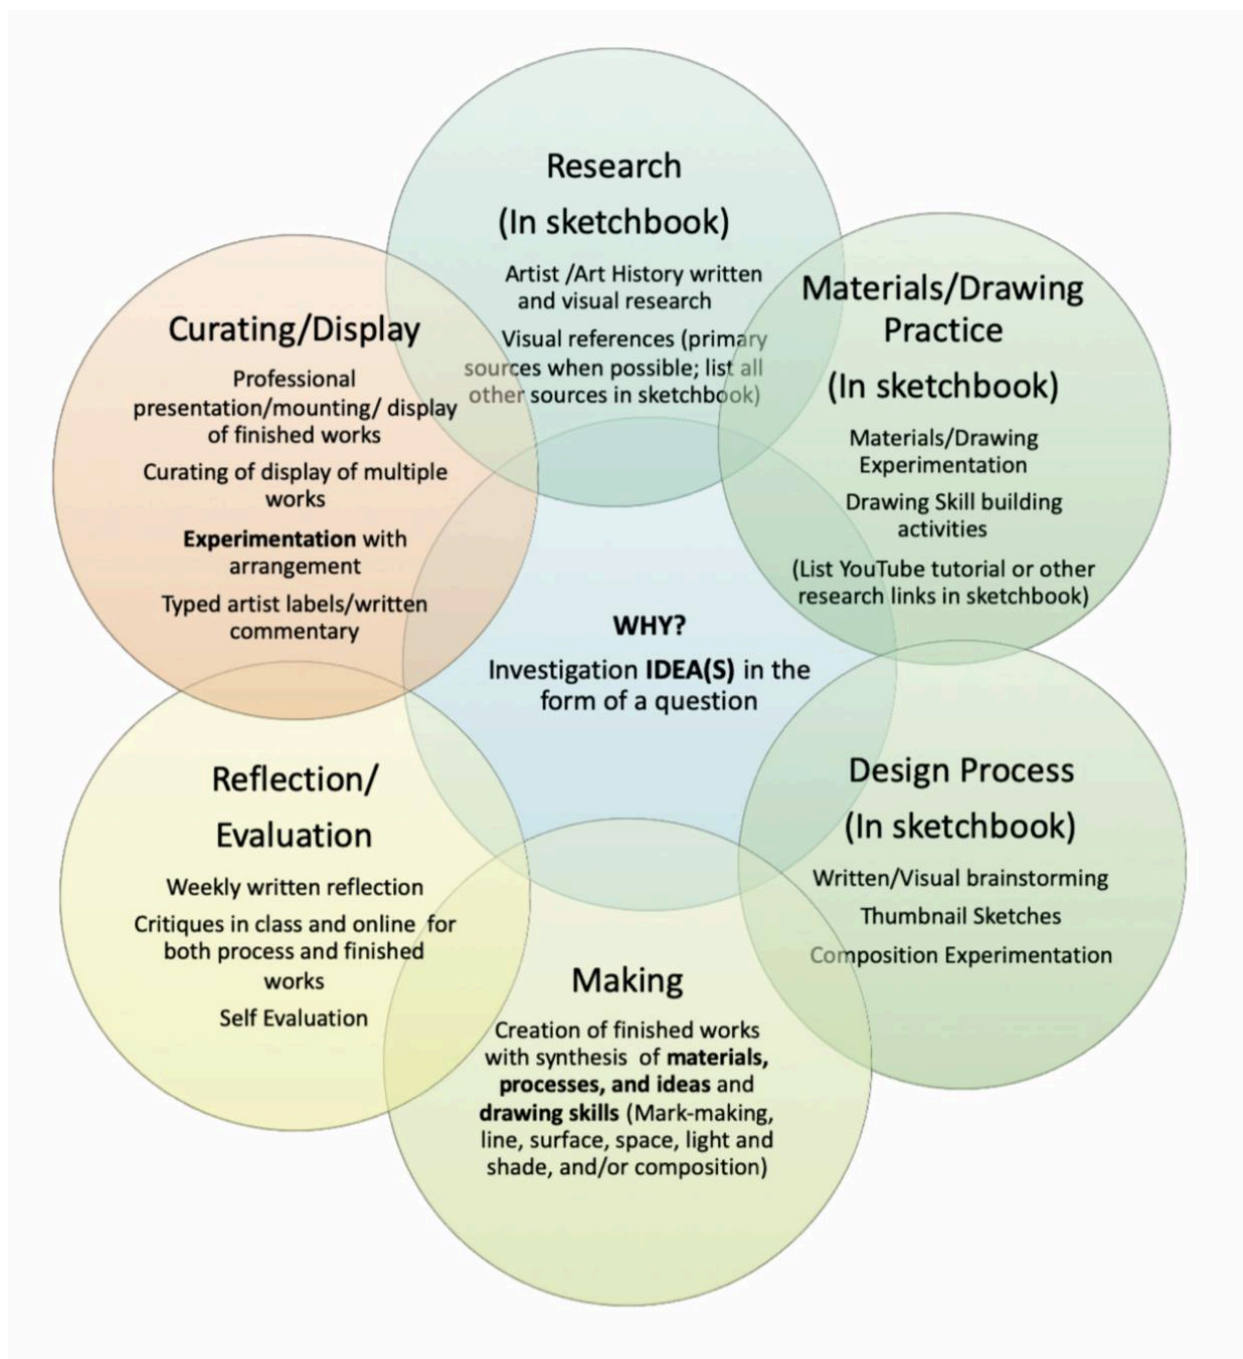 Research
(In sketchbook)
Artist /Art History written
and visual research
Visual references (primary
sources when possible; list all
other sources in sketchbook)
Materials/Drawing
Practice
(In sketchbook)
Materials/Drawing
Experimentation
Drawing Skill building
activities
(List YouTube tutorial or other
research links in sketchbook)
Curating/Display
Professional
presentation/mounting/ display
of finished works
Curating of display of multiple
works
Experimentation with
arrangement
Typed artist labels/written
commentary
WHY?
Investigation IDEA(S) in the
form of a question
Design Process
(In sketchbook)
Written/Visual brainstorming
Thumbnail Sketches
Composition Experimentation
Reflection/
Evaluation
Weekly written reflection
Critiques in class and online for
both process and finished
works
Self Evaluation
Making
Creation of finished works
with synthesis of materials,
processes, and ideas and
drawing skills (Mark-making,
line, surface, space, light and
shade, and/or composition)